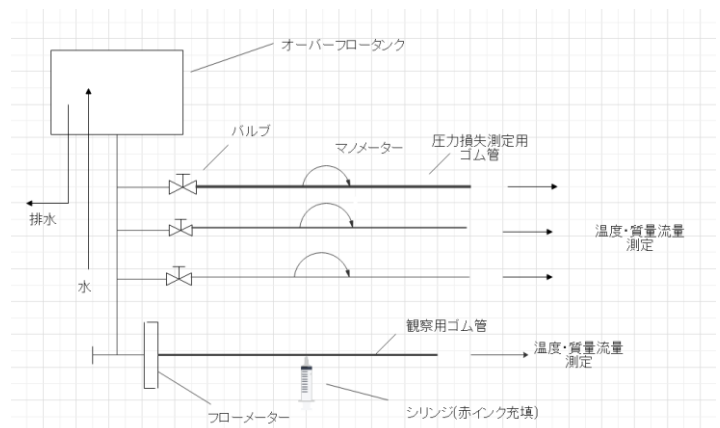 オーバーフロータンク
バルブ
マノメーター
圧力損失測定用
ゴム管
排水
温度・質量流量
測定
水
観察用ゴム管
温度・質量流量
測定
フローメーター
シリンジ(赤インク充填)